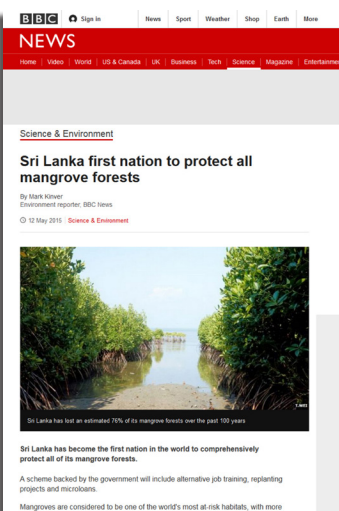 BBC Sign in News Sport Weather Shop Earth More
NEWS
Home Video World US & Canada UK Business Tech Science Magazine Entertainme
Science & Environment
Sri Lanka first nation to protect all
mangrove forests
By Mark Kinver
Environment reporter, BBC News
12 May 2015 Science & Environment
Sri Lanka has lost an estimated 76% of its mangrove forests over the past 100 years
Sri Lanka has become the first nation in the world to comprehensively
protect all of its mangrove forests.
A scheme backed by the government will include alternative job training, replanting
projects and microloans.
Mangroves are considered to be one of the world's most at-risk habitats, with more